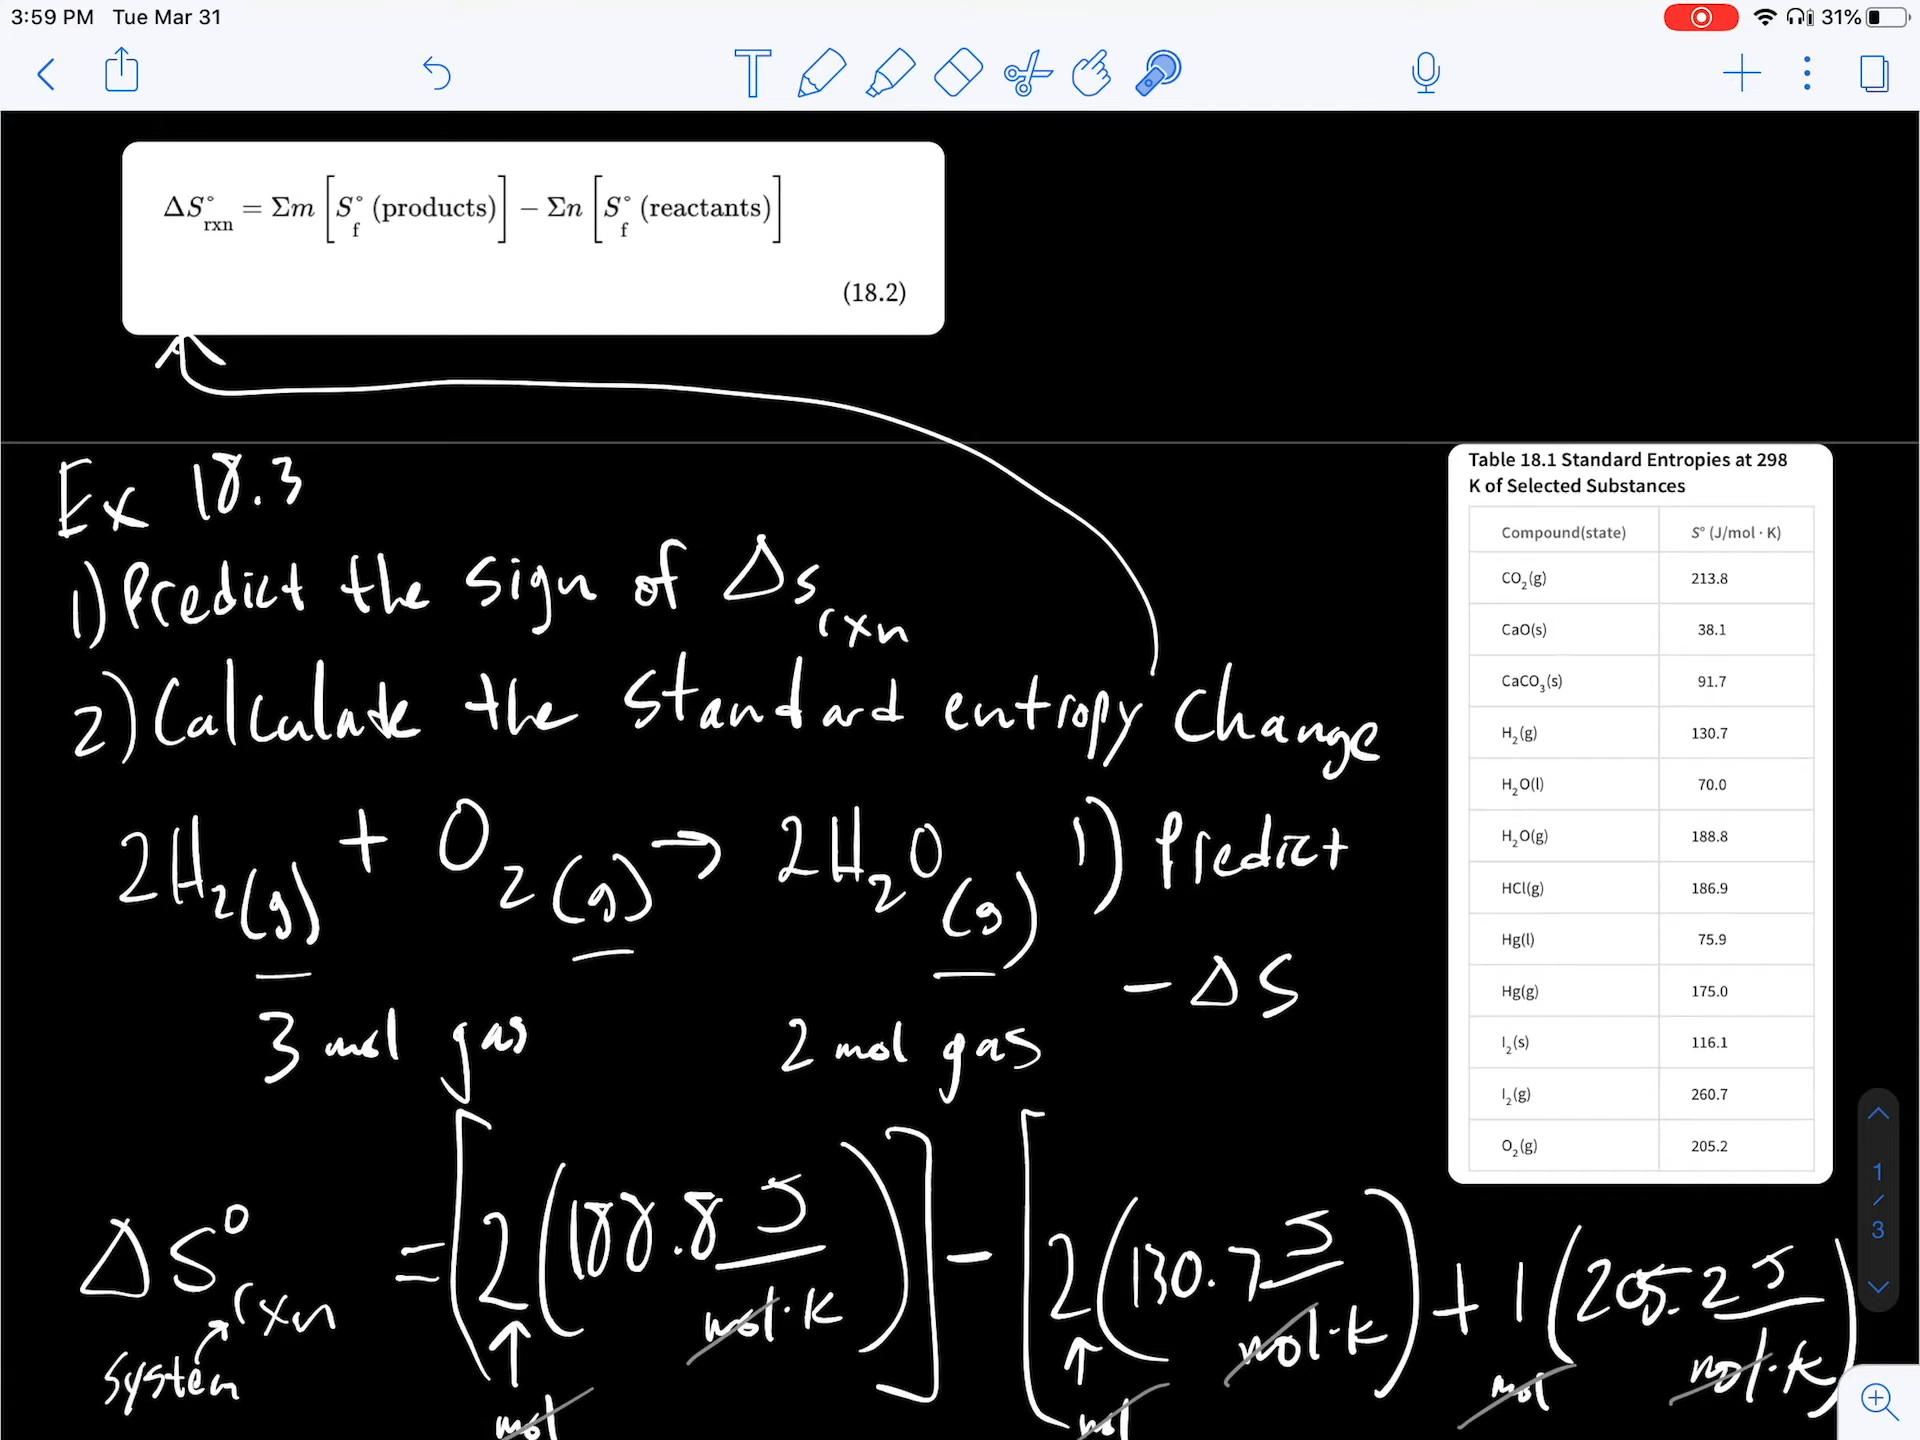 3:59 PM Tue Mar 31
31%
ΔS°rxn = Σm [S°f (products)] − Σn [S°f (reactants)]
(18.2)
Ex 18.3
1) Predict the sign of ΔSrxn
2) Calculate the standard entropy change
2H₂(g) + O₂(g) → 2H₂O(g)
1) Predict
− ΔS
3 mol gas
2 mol gas
ΔS°rxn = [2(188.8 J/mol·K)] − [2(130.7 J/mol·K) + 1(205.2 J/mol·K)
system
mol
mol
mol
Table 18.1 Standard Entropies at 298
K of Selected Substances
Compound(state) S° (J/mol · K)
CO₂(g) 213.8
CaO(s) 38.1
CaCO₃(s) 91.7
H₂(g) 130.7
H₂O(l) 70.0
H₂O(g) 188.8
HCl(g) 186.9
Hg(l) 75.9
Hg(g) 175.0
I₂(s) 116.1
I₂(g) 260.7
O₂(g) 205.2
1
/
3